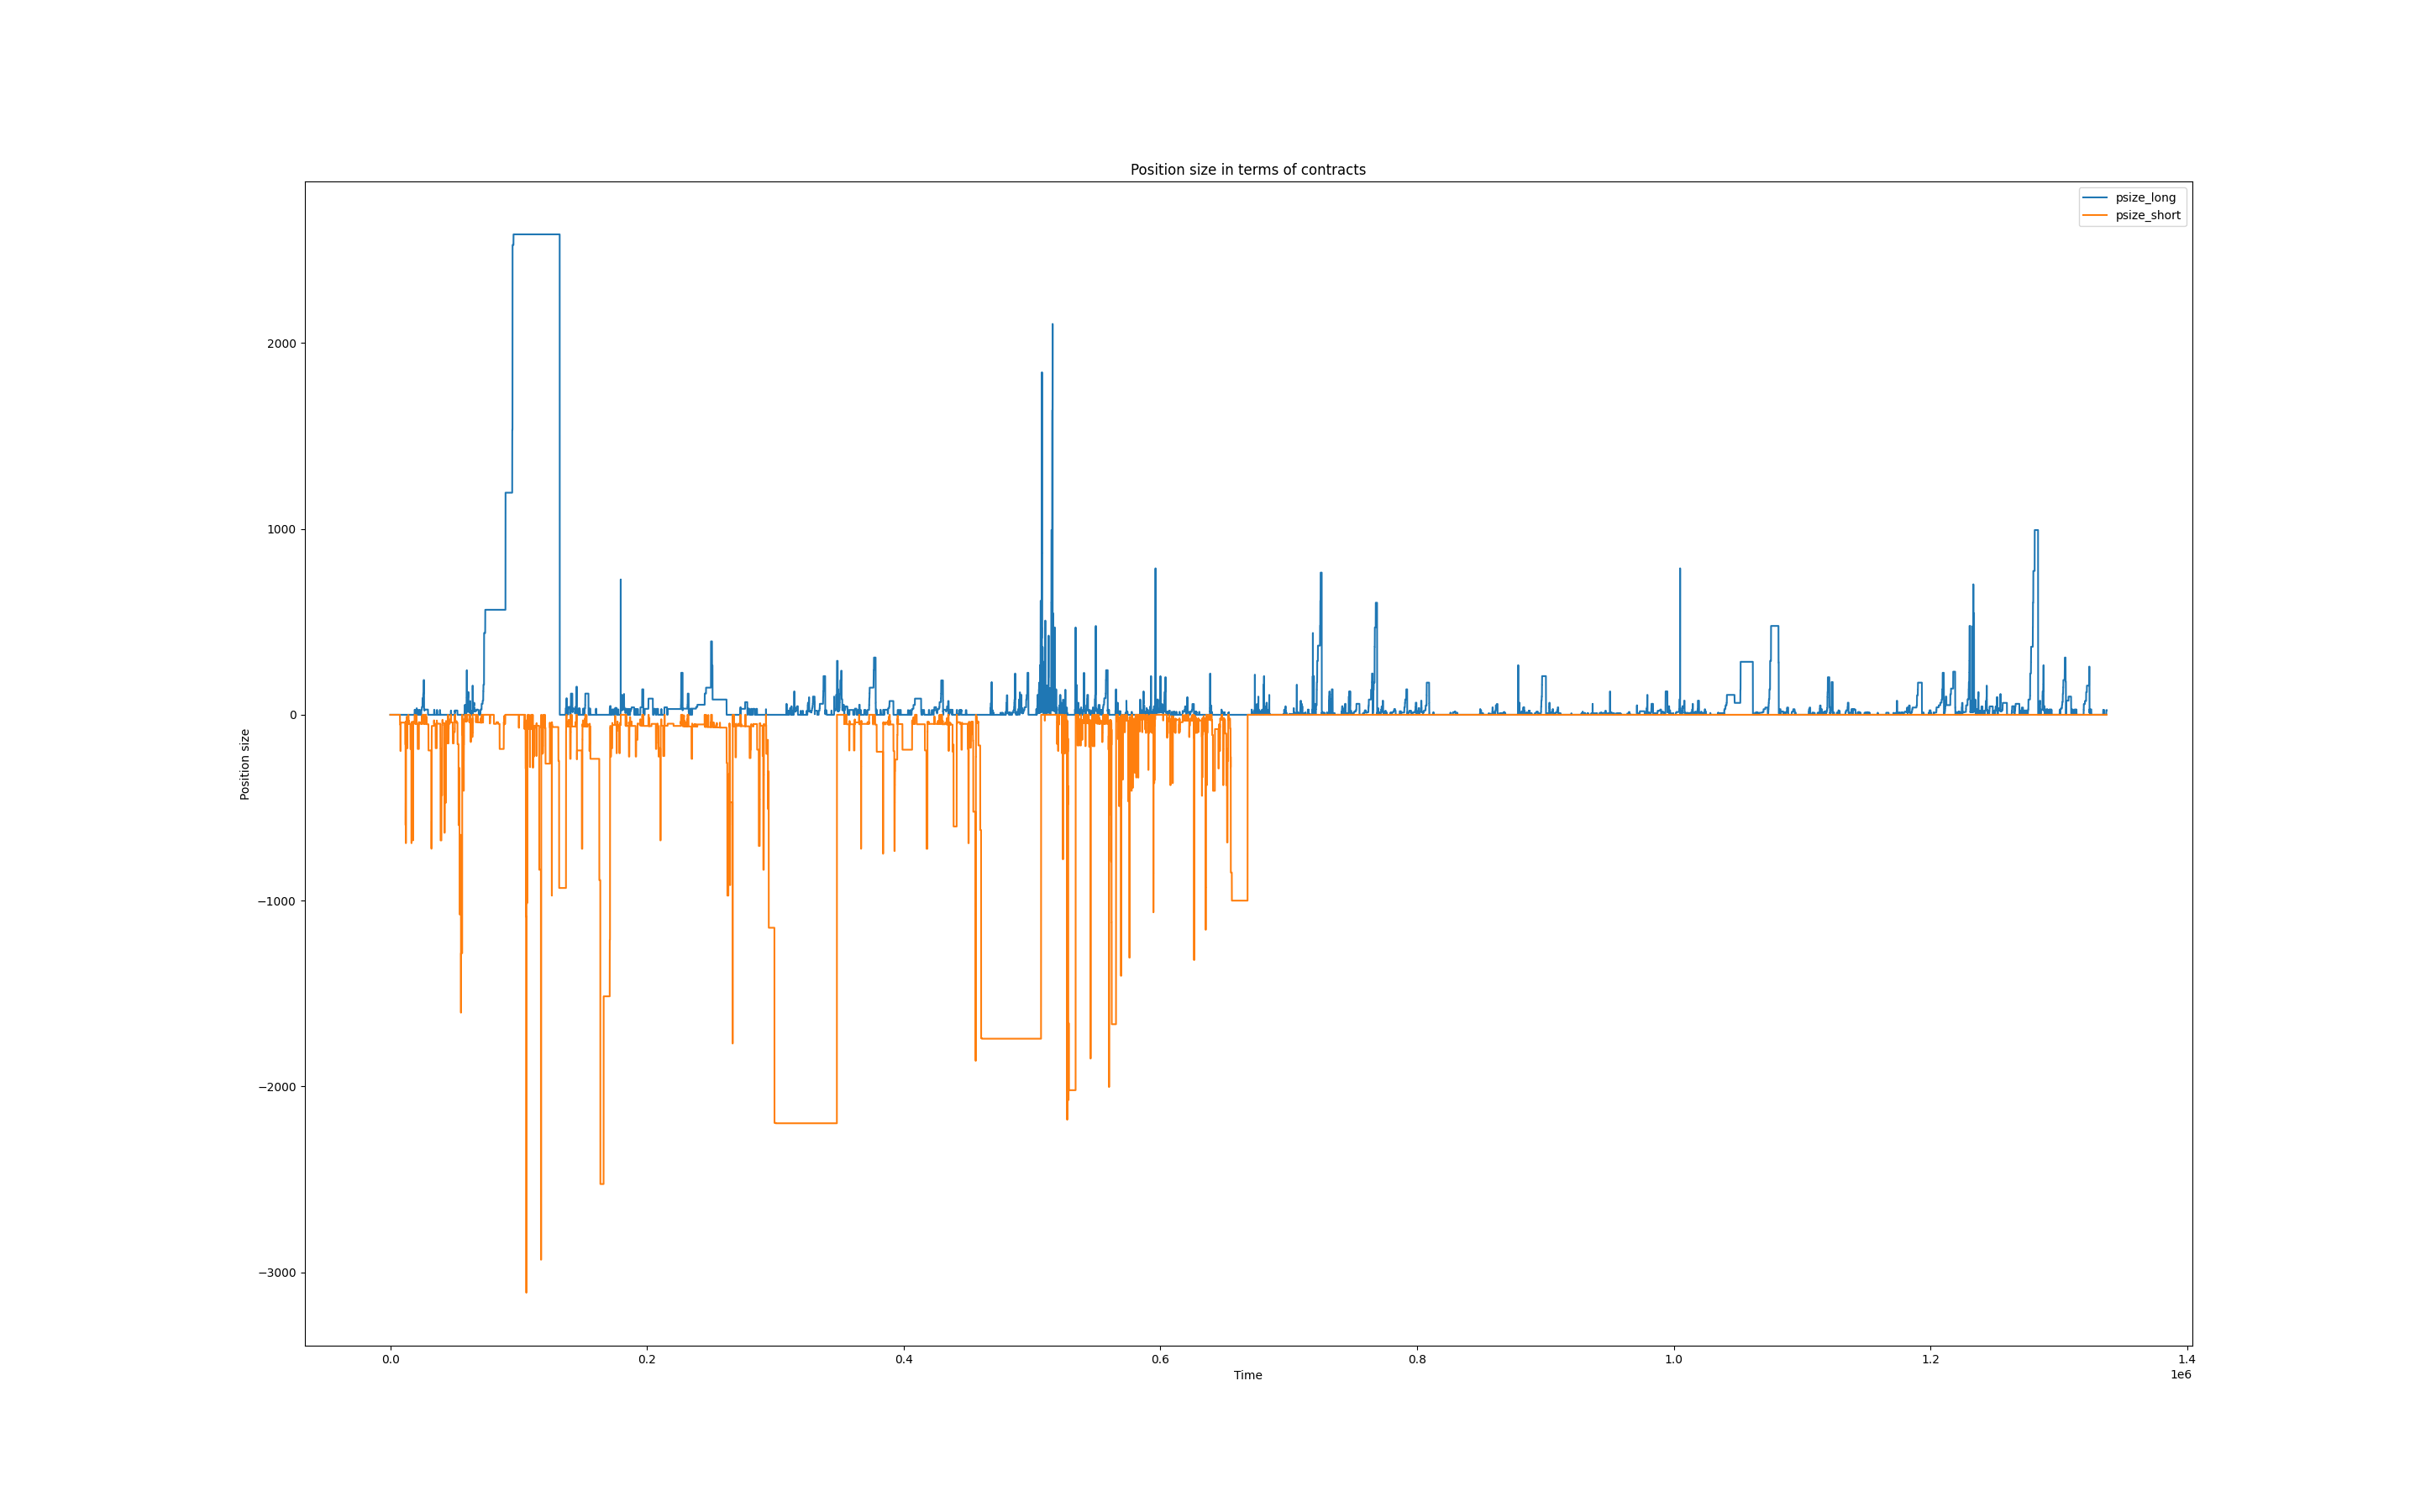 Position size in terms of contracts
psize_long
psize_short
Position size
2000
1000
0
−1000
−2000
−3000
0.0
0.2
0.4
0.6
0.8
1.0
1.2
1.4
1e6
Time